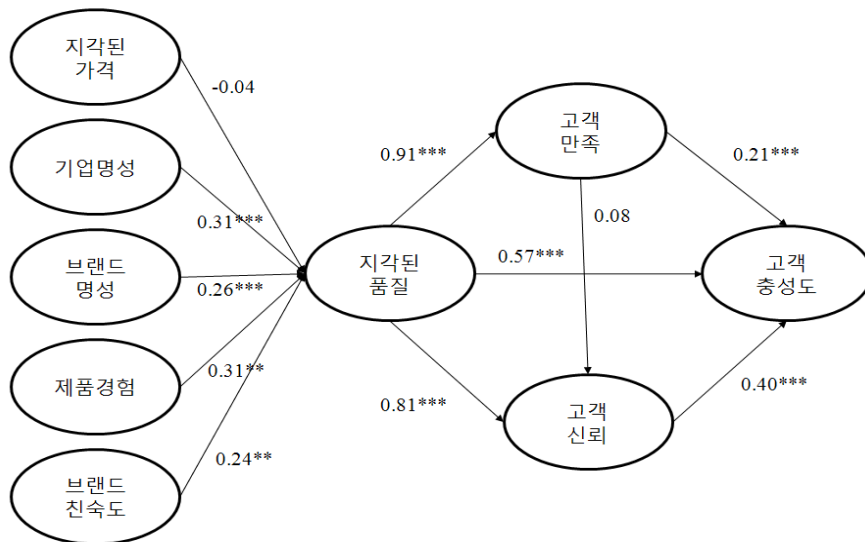 지각된
가격
-0.04
기업명성
0.31***
브랜드
명성
0.26***
제품경험
0.31**
브랜드
친숙도
0.24**
지각된
품질
0.91***
고객
만족
0.21***
0.08
0.57***
고객
충성도
0.81***
고객
신뢰
0.40***